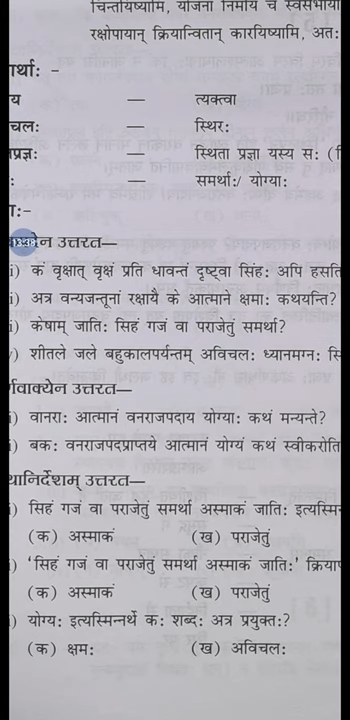 चिन्तयिष्यामि, योजनां निर्माय च स्वसभायां
रक्षोपायान् क्रियान्वितान् कारयिष्यामि, अत:
ार्था: -
य — त्यक्त्वा
चल: — स्थिर:
प्रज्ञ: — स्थिता प्रज्ञा यस्य स: (
: — समर्था:/ योग्या:
ा:-
13:38
उत्तरत—
i) कं वृक्षात् वृक्षं प्रति धावन्तं दृष्ट्वा सिंह: अपि हसति
i) अत्र वन्यजन्तूनां रक्षायै के आत्मानं क्षमा: कथयन्ति?
i) केषाम् जाति: सिंहं गजं वा पराजेतुं समर्था?
) शीतले जले बहुकालपर्यन्तम् अविचल: ध्यानमग्न:
र्णवाक्येन उत्तरत—
i) वानरा: आत्मानं वनराजपदाय योग्या: कथं मन्यन्ते?
i) बक: वनराजपदप्राप्तये आत्मानं योग्यं कथं स्वीकरोति
थानिर्देशम् उत्तरत—
i) सिंहं गजं वा पराजेतुं समर्था अस्माकं जाति: इत्यस्मि
(क) अस्माकं (ख) पराजेतुं
i) 'सिंहं गजं वा पराजेतुं समर्था अस्माकं जाति:' क्रिया
(क) अस्माकं (ख) पराजेतुं
) योग्य: इत्यस्मिन्नर्थे क: शब्द: अत्र प्रयुक्त:?
(क) क्षम: (ख) अविचल: